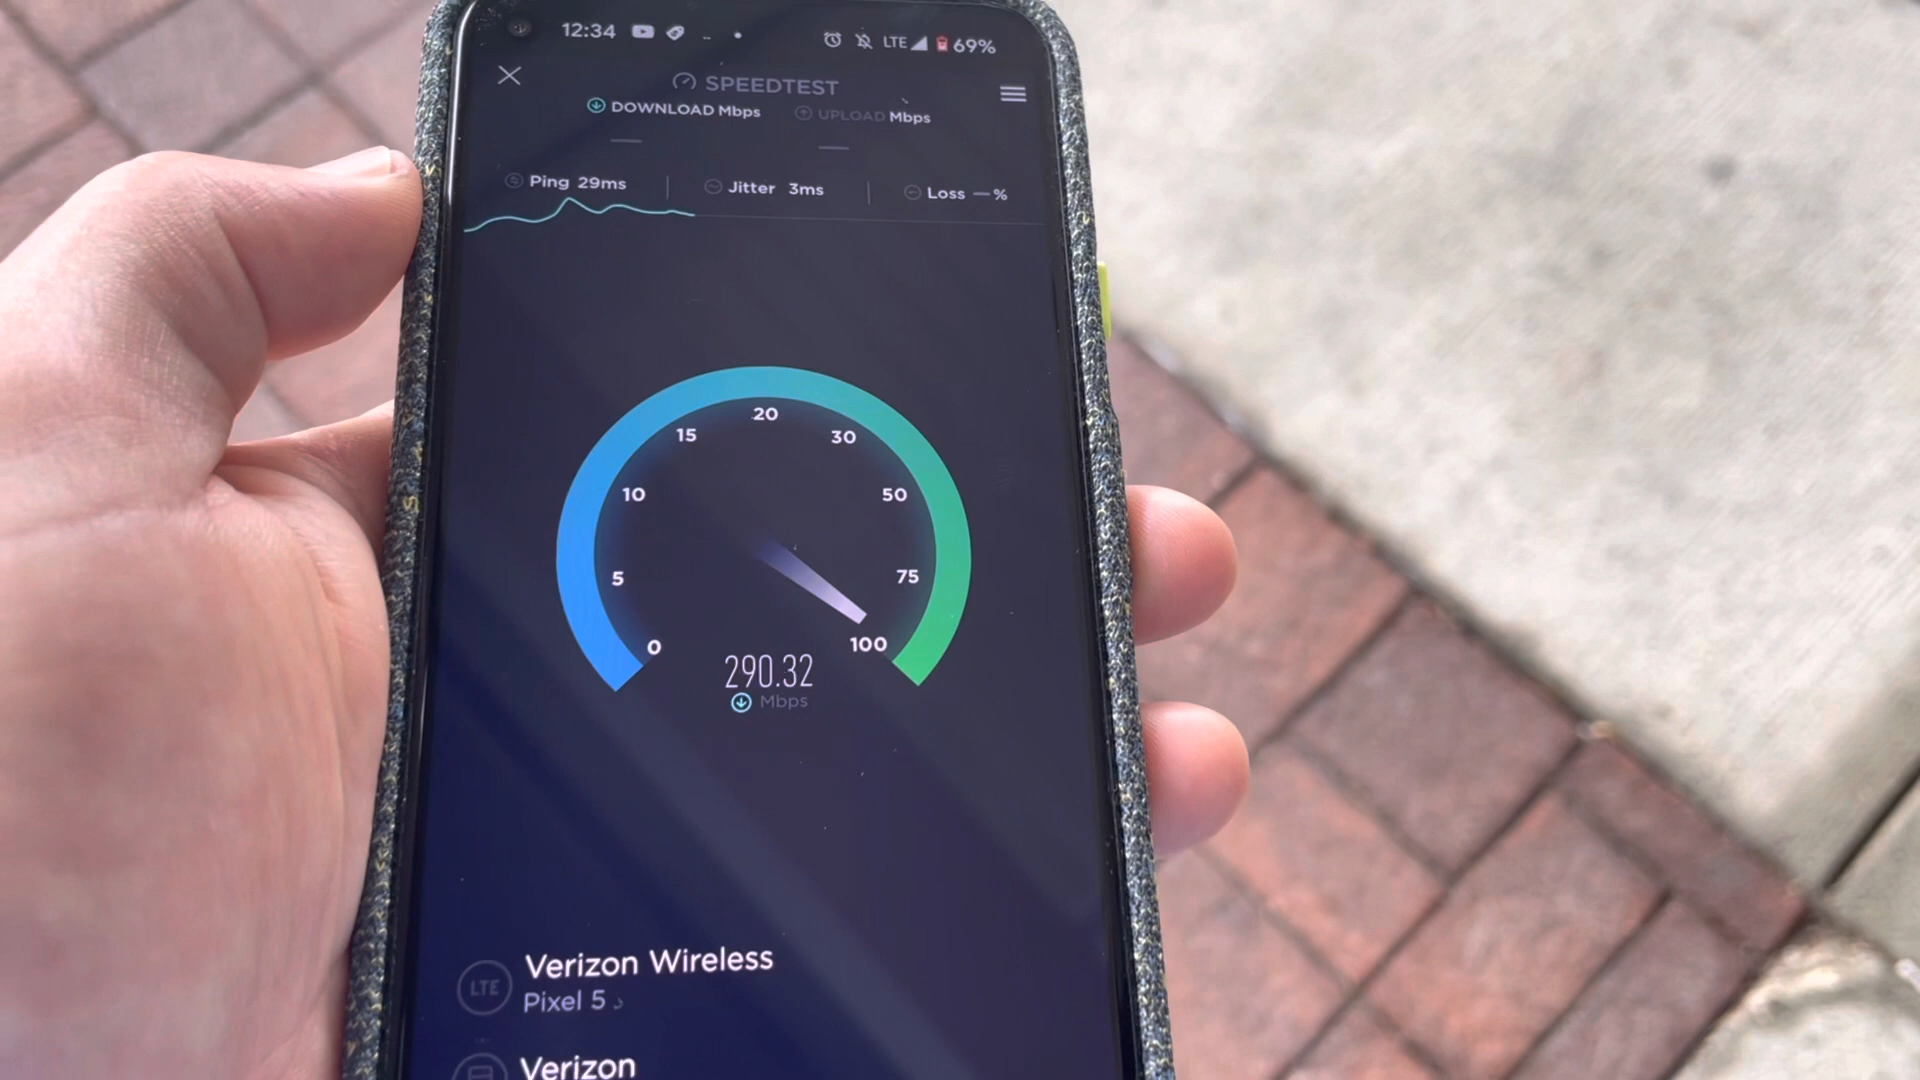 12:34 LTE 69%
SPEEDTEST
DOWNLOAD Mbps UPLOAD Mbps
— —
Ping 29ms Jitter 3ms Loss — %
20
15 30
10 50
5 75
0 100
290.32
Mbps
LTE Verizon Wireless
Pixel 5
Verizon